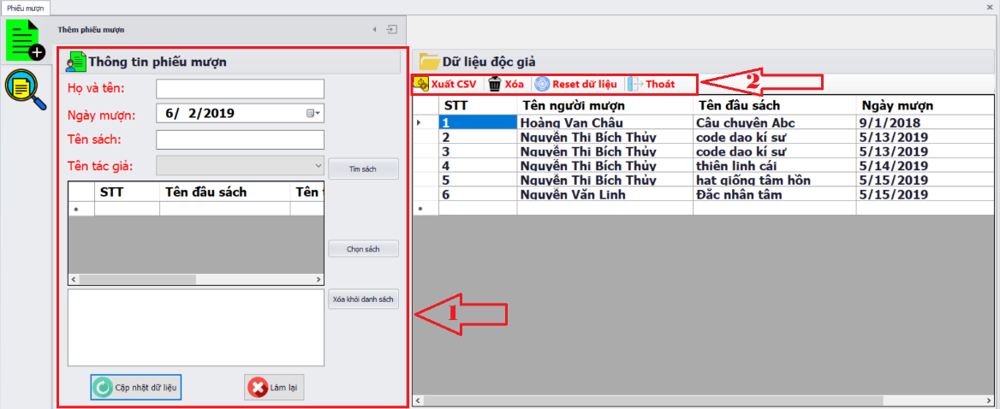 Phiếu mượn
Thêm phiếu mượn
Thông tin phiếu mượn
Họ và tên:
Ngày mượn: 6/ 2/2019
Tên sách:
Tên tác giả:
Tìm sách
STT Tên đầu sách Tên t
Chọn sách
Xóa khỏi danh sách
Cập nhật dữ liệu Làm lại
1
Dữ liệu độc giả
Xuất CSV Xóa Reset dữ liệu Thoát
2
STT Tên người mượn Tên đầu sách Ngày mượn
1 Hoàng Van Châu Câu chuyện Abc 9/1/2018
2 Nguyễn Thị Bích Thủy code dao kí sư 5/13/2019
3 Nguyễn Thị Bích Thủy code dao kí sư 5/13/2019
4 Nguyễn Thị Bích Thủy thiên linh cái 5/14/2019
5 Nguyễn Thị Bích Thủy hạt giống tâm hồn 5/15/2019
6 Nguyễn Văn Linh Đắc nhân tâm 5/15/2019